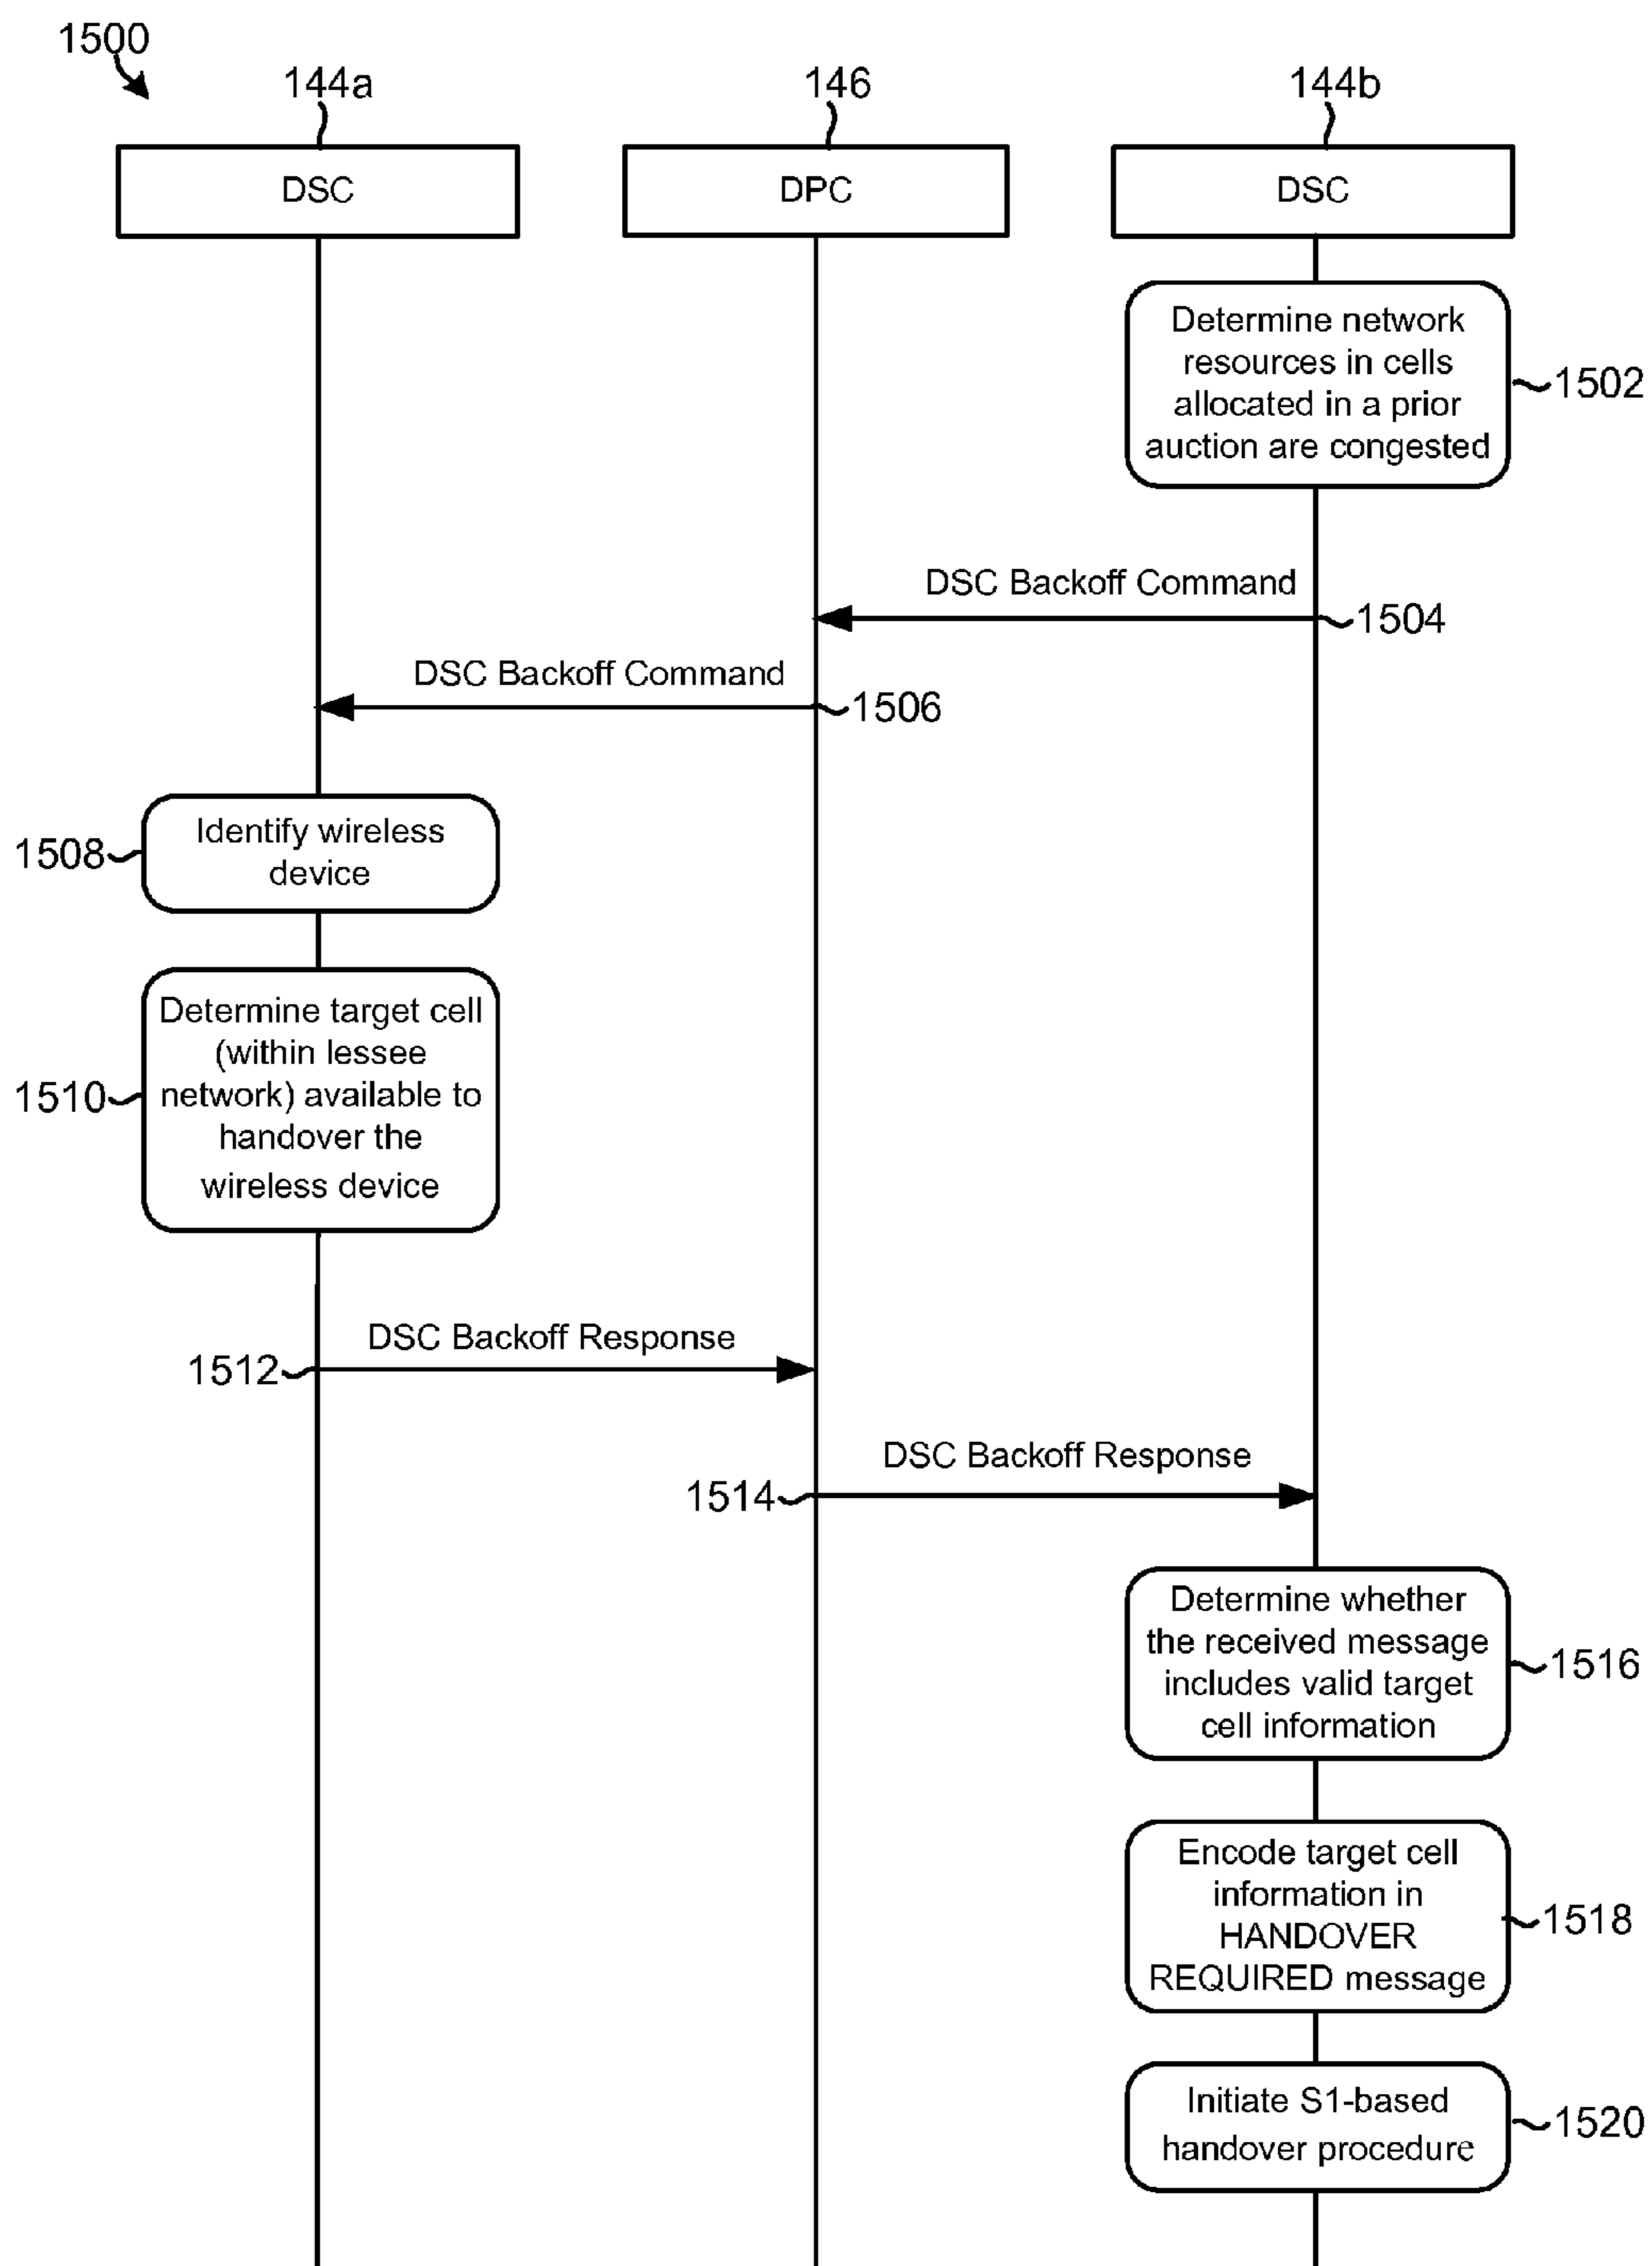 1500
144a
146
144b
DSC
DPC
DSC
Determine network
resources in cells
allocated in a prior
auction are congested
1502
DSC Backoff Command
1504
DSC Backoff Command
1506
1508
Identify wireless
device
1510
Determine target cell
(within lessee
network) available to
handover the
wireless device
DSC Backoff Response
1512
DSC Backoff Response
1514
Determine whether
the received message
includes valid target
cell information
1516
Encode target cell
information in
HANDOVER
REQUIRED message
1518
Initiate S1-based
handover procedure
1520